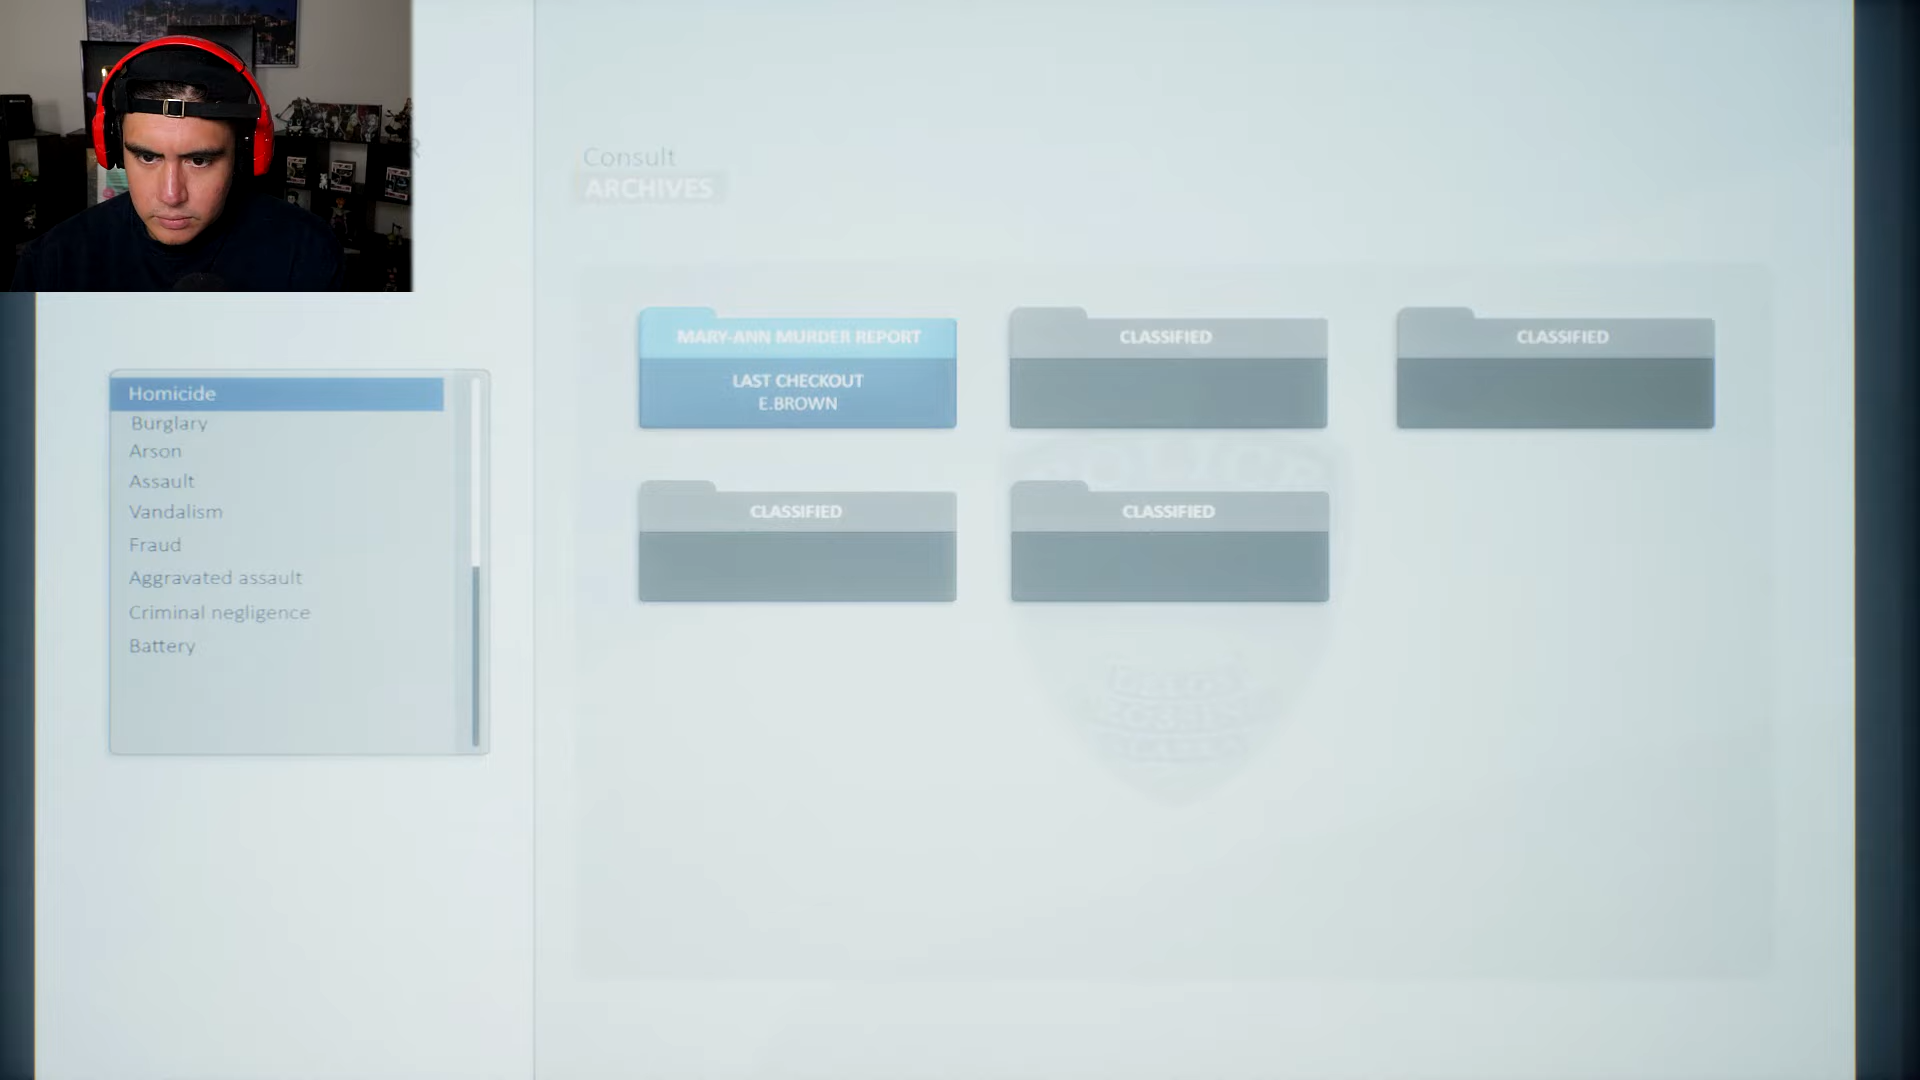 Consult
ARCHIVES
Homicide
Burglary
Arson
Assault
Vandalism
Fraud
Aggravated assault
Criminal negligence
Battery
MARY-ANN MURDER REPORT
LAST CHECKOUT
E.BROWN
CLASSIFIED
CLASSIFIED
CLASSIFIED
CLASSIFIED
POLICE